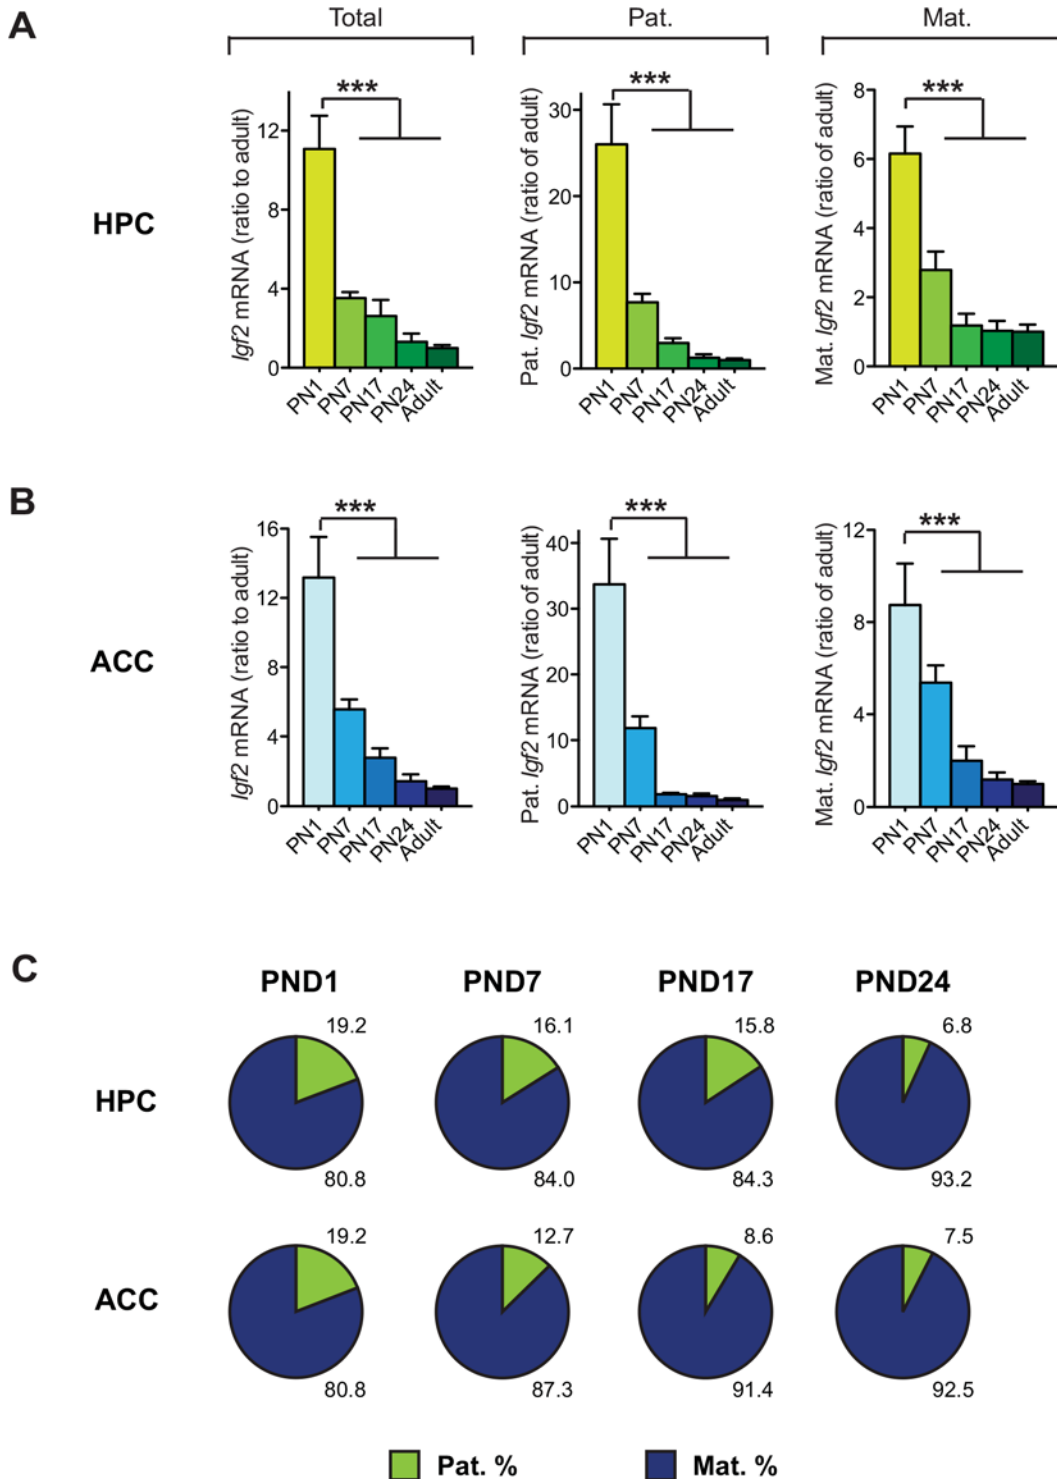 A
Total
Pat.
Mat.
HPC
Igf2 mRNA (ratio to adult)
12
8
4
0
***
PN1
PN7
PN17
PN24
Adult
Pat. Igf2 mRNA (ratio of adult)
30
20
10
0
***
PN1
PN7
PN17
PN24
Adult
Mat. Igf2 mRNA (ratio of adult)
8
6
4
2
0
***
PN1
PN7
PN17
PN24
Adult
B
ACC
Igf2 mRNA (ratio to adult)
16
12
8
4
0
***
PN1
PN7
PN17
PN24
Adult
Pat. Igf2 mRNA (ratio of adult)
40
30
20
10
0
***
PN1
PN7
PN17
PN24
Adult
Mat. Igf2 mRNA (ratio of adult)
12
8
4
0
***
PN1
PN7
PN17
PN24
Adult
C
PND1 PND7 PND17 PND24
19.2 16.1 15.8 6.8
HPC
80.8 84.0 84.3 93.2
19.2 12.7 8.6 7.5
ACC
80.8 87.3 91.4 92.5
Pat. % Mat. %